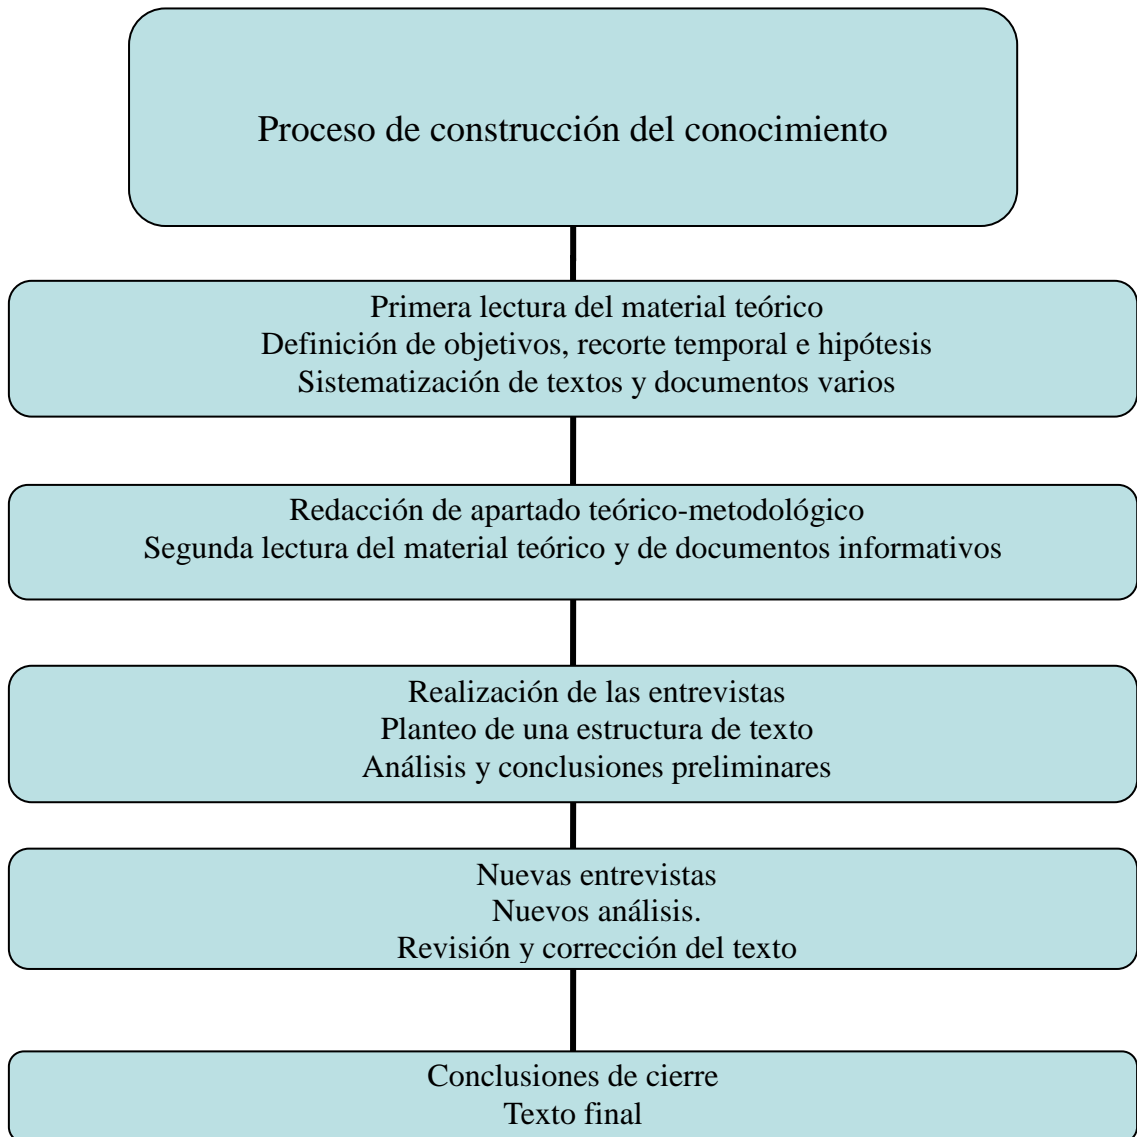 Proceso de construcción del conocimiento
Primera lectura del material teórico
Definición de objetivos, recorte temporal e hipótesis
Sistematización de textos y documentos varios
Redacción de apartado teórico-metodológico
Segunda lectura del material teórico y de documentos informativos
Realización de las entrevistas
Planteo de una estructura de texto
Análisis y conclusiones preliminares
Nuevas entrevistas
Nuevos análisis.
Revisión y corrección del texto
Conclusiones de cierre
Texto final